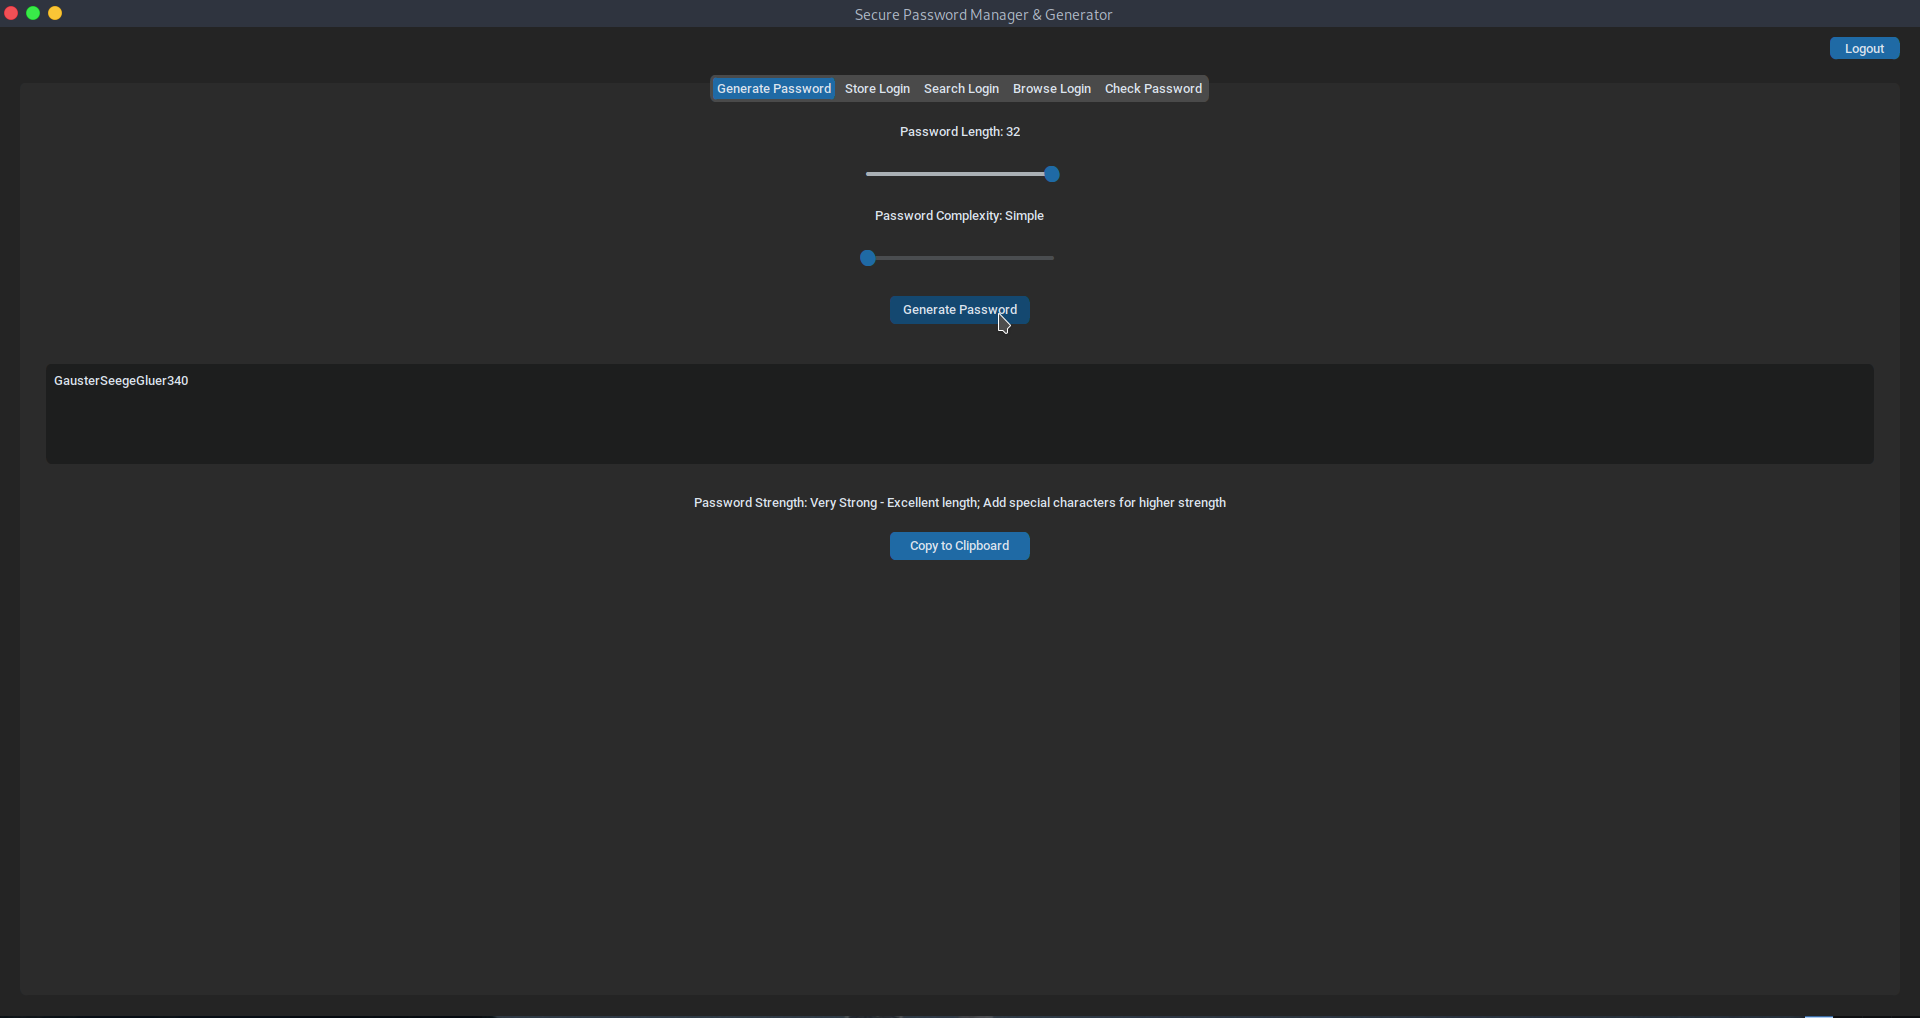 Secure Password Manager & Generator
Logout
Generate Password Store Login Search Login Browse Login Check Password
Password Length: 32
Password Complexity: Simple
Generate Password
GausterSeegeGluer340
Password Strength: Very Strong - Excellent length; Add special characters for higher strength
Copy to Clipboard